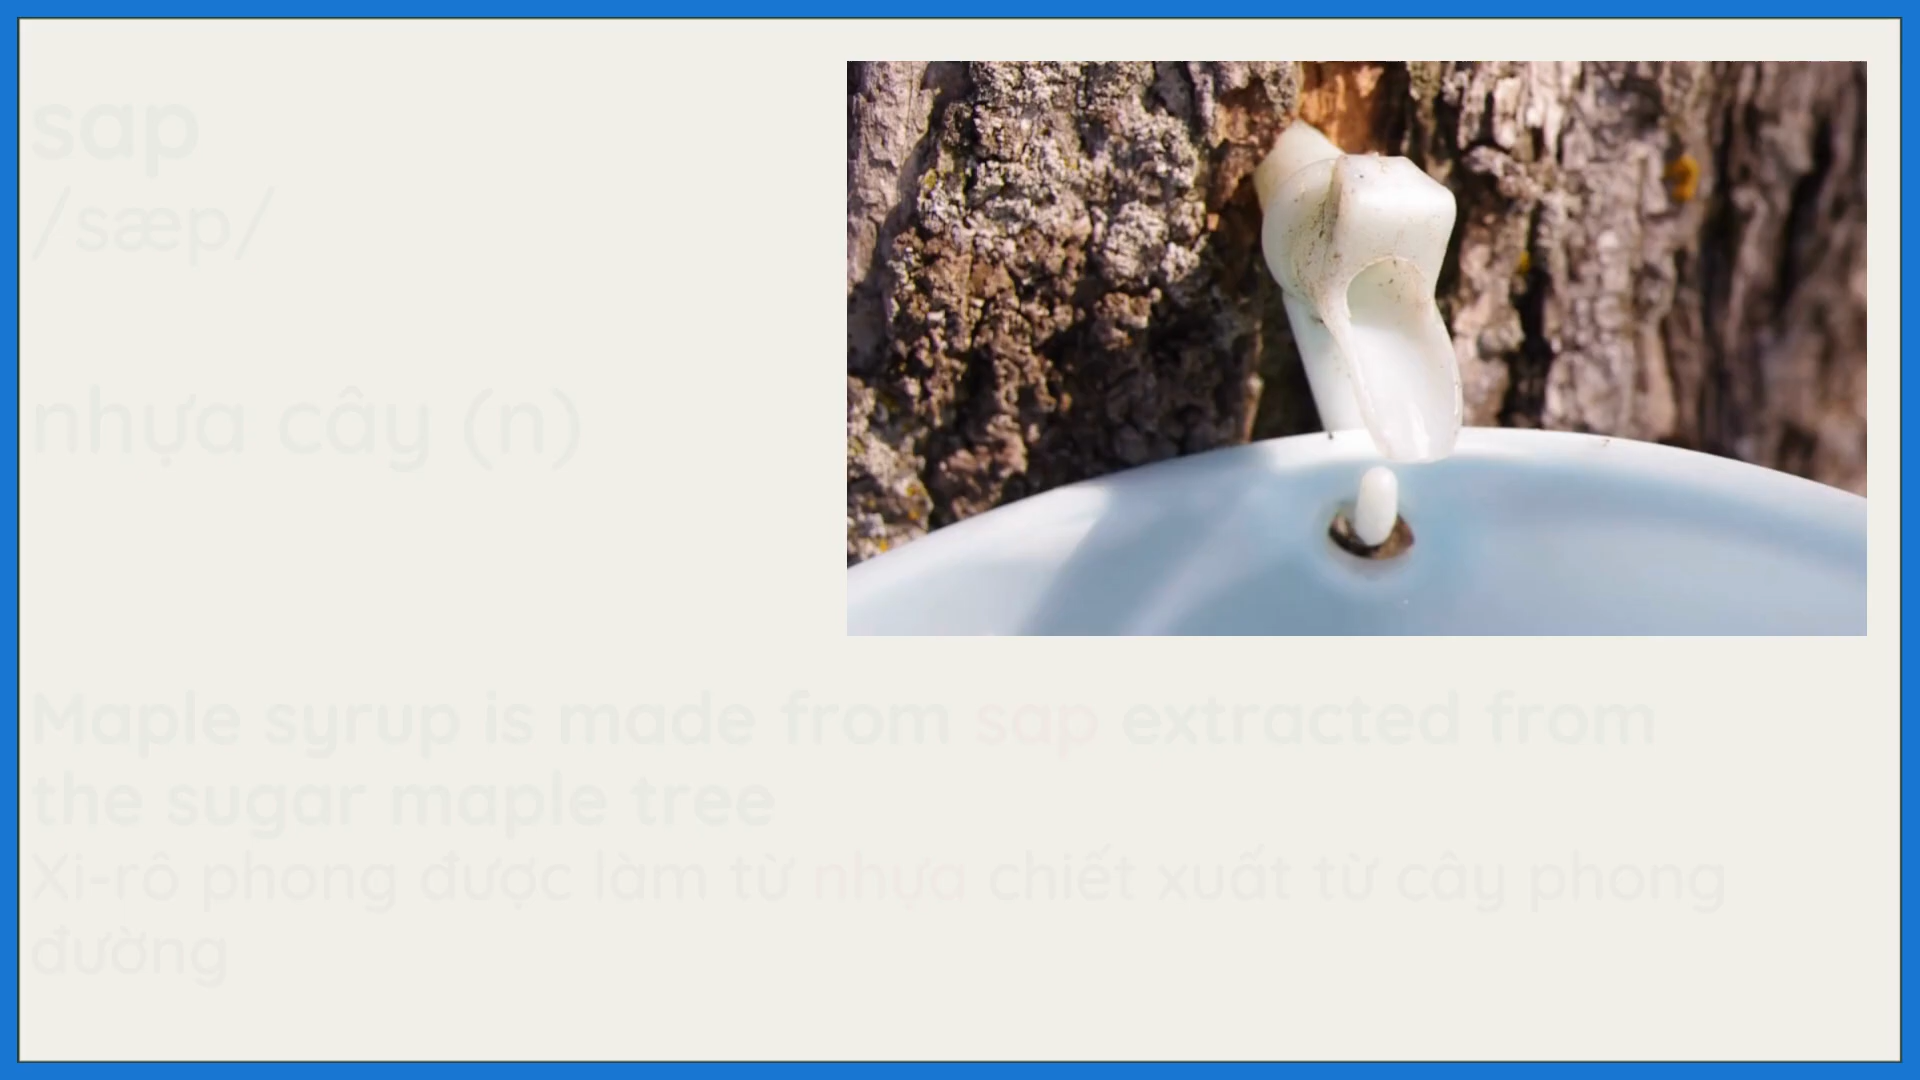 sap
/sæp/
nhựa cây (n)
Maple syrup is made from sap extracted from
the sugar maple tree
Xi-rô phong được làm từ nhựa chiết xuất từ cây phong
đường